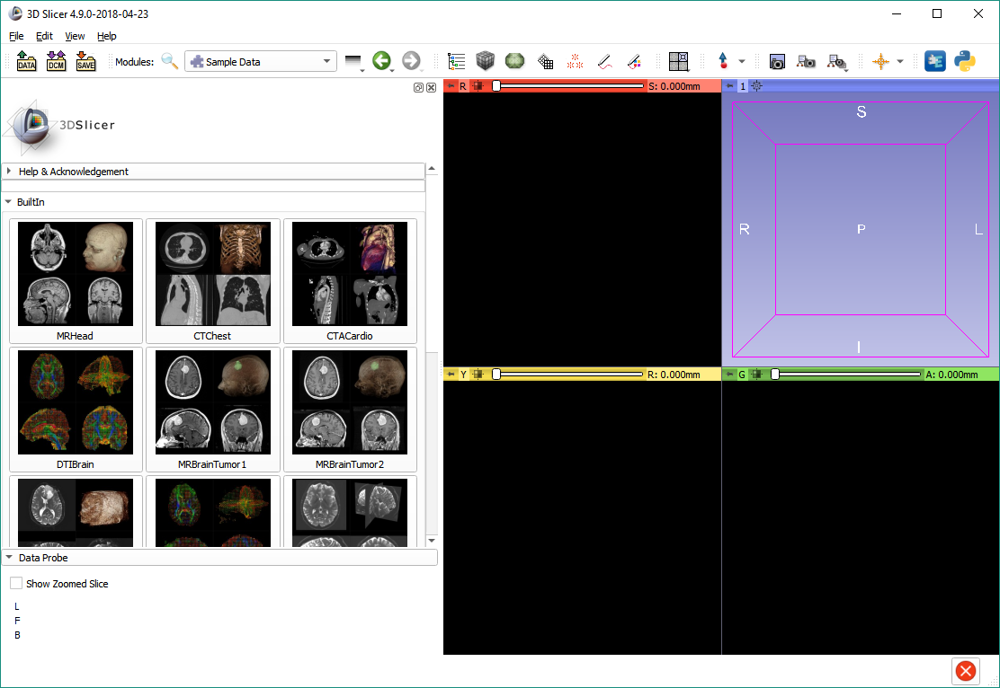 3D Slicer 4.9.0-2018-04-23
File Edit View Help
DATA DCM SAVE Modules: Sample Data
R S: 0.000mm
1
3DSlicer
S
Help & Acknowledgement
BuiltIn
R P L
MRHead CTChest CTACardio
I
Y R: 0.000mm
G A: 0.000mm
DTIBrain MRBrainTumor1 MRBrainTumor2
Data Probe
Show Zoomed Slice
L
F
B